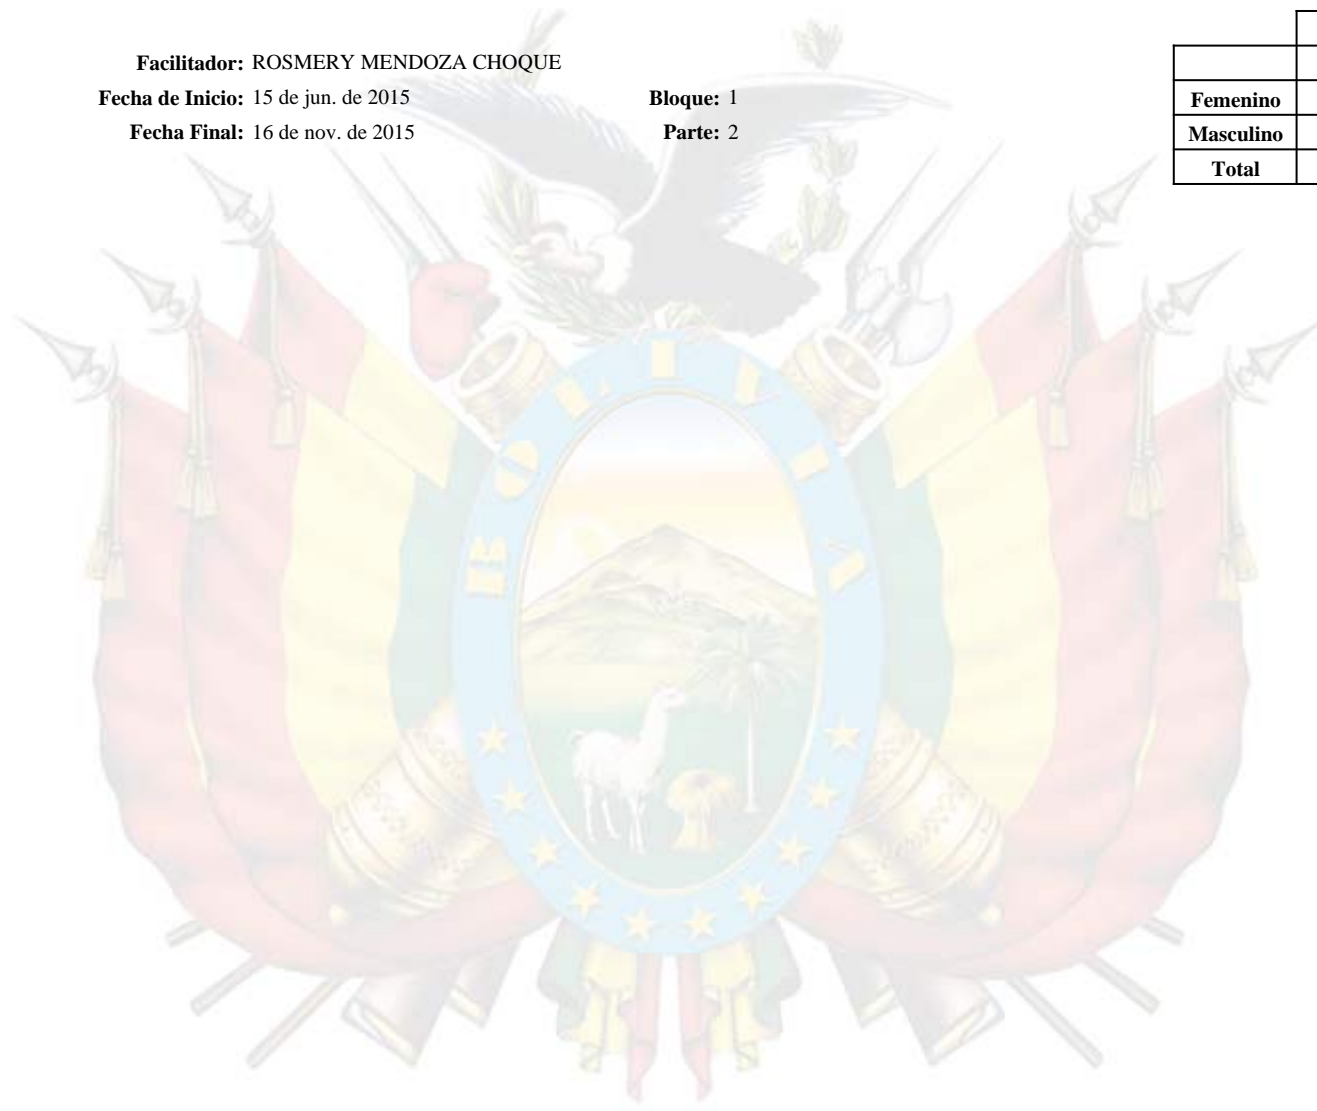 Facilitador: ROSMERY MENDOZA CHOQUE
Fecha de Inicio: 15 de jun. de 2015 Bloque: 1
Fecha Final: 16 de nov. de 2015 Parte: 2
Femenino
Masculino
Total
BOLIVIA